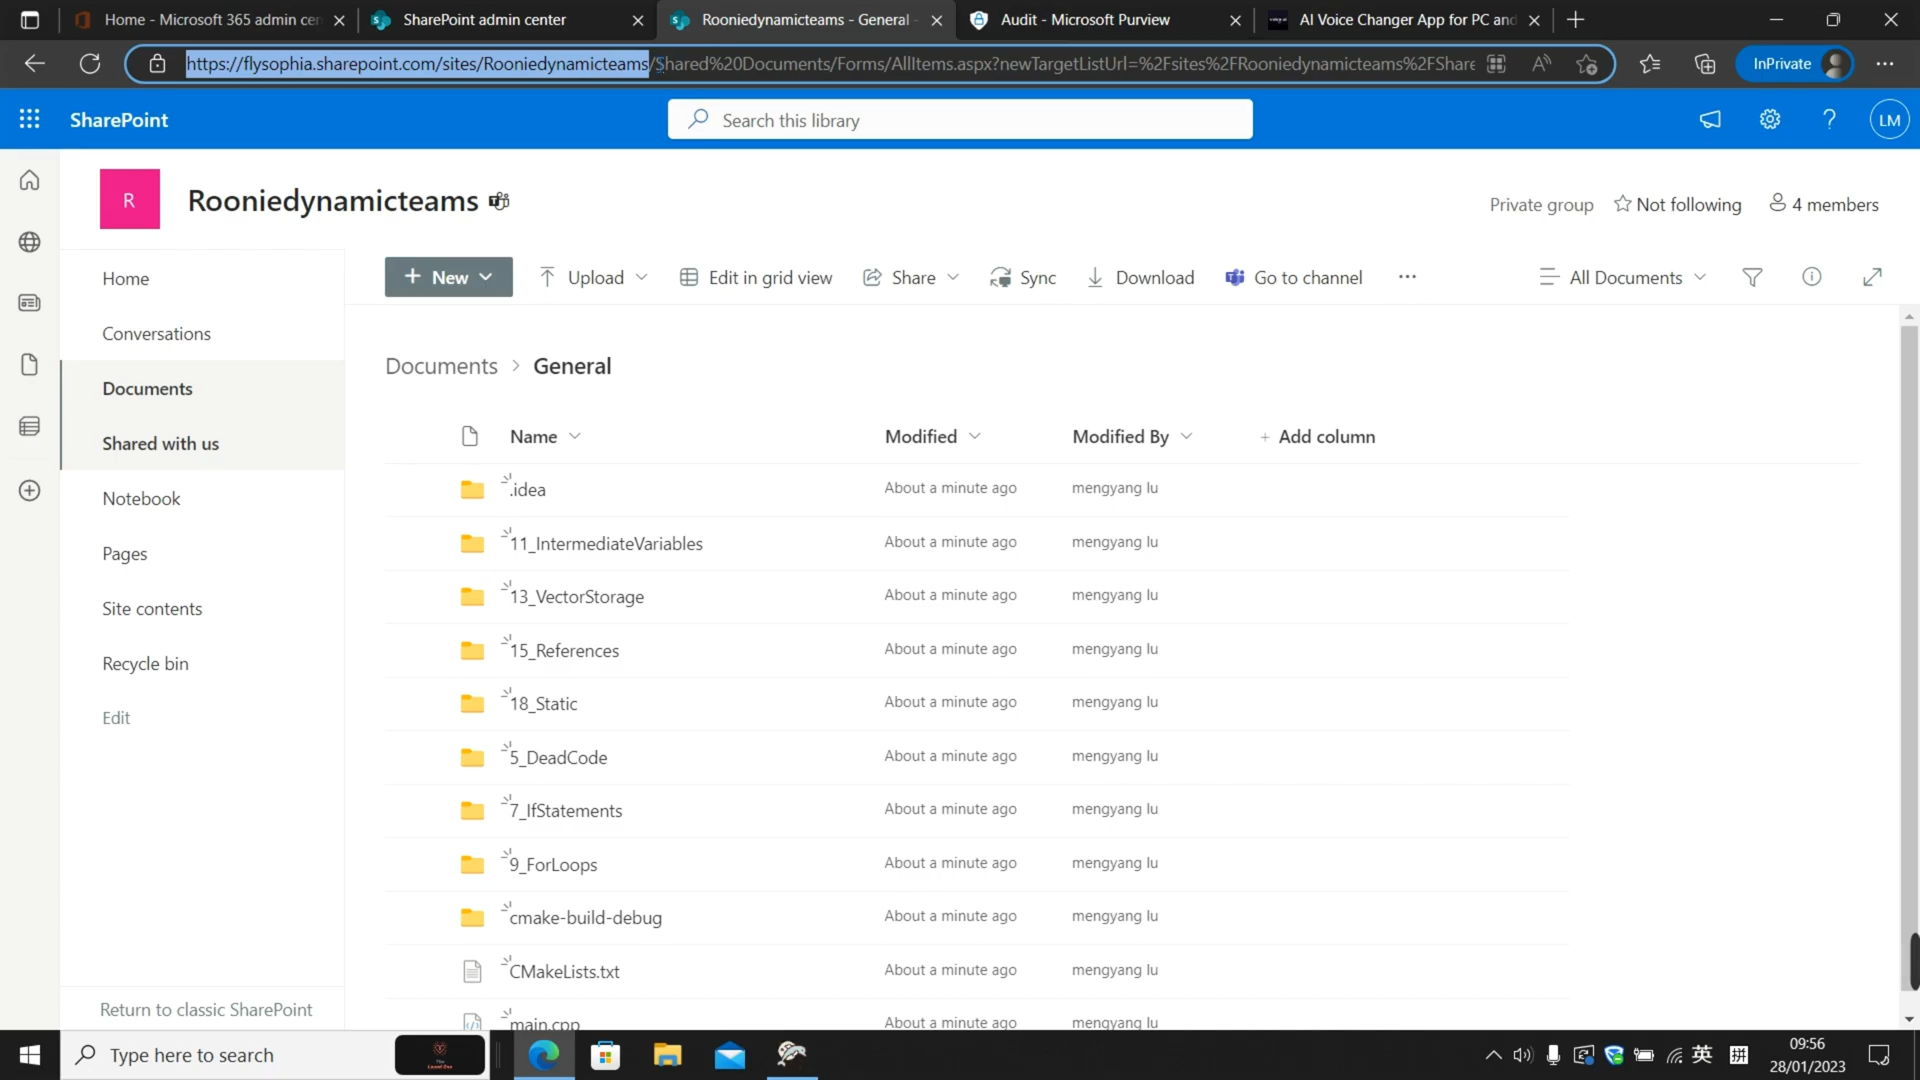 Home - Microsoft 365 admin cen
SharePoint admin center
Rooniedynamicteams - General -
Audit - Microsoft Purview
AI Voice Changer App for PC and
https://flysophia.sharepoint.com/sites/Rooniedynamicteams/Shared%20Documents/Forms/AllItems.aspx?newTargetListUrl=%2Fsites%2FRooniedynamicteams%2FShare
InPrivate
SharePoint
Search this library
LM
R
Rooniedynamicteams
Private group
Not following
4 members
Home
Conversations
Documents
Shared with us
Notebook
Pages
Site contents
Recycle bin
Edit
Return to classic SharePoint
+ New
Upload
Edit in grid view
Share
Sync
Download
Go to channel
...
All Documents
Documents > General
Name
Modified
Modified By
+ Add column
.idea About a minute ago mengyang lu
11_IntermediateVariables About a minute ago mengyang lu
13_VectorStorage About a minute ago mengyang lu
15_References About a minute ago mengyang lu
18_Static About a minute ago mengyang lu
5_DeadCode About a minute ago mengyang lu
7_IfStatements About a minute ago mengyang lu
9_ForLoops About a minute ago mengyang lu
cmake-build-debug About a minute ago mengyang lu
CMakeLists.txt About a minute ago mengyang lu
main.cpp About a minute ago mengyang lu
Type here to search
英
拼
09:56
28/01/2023